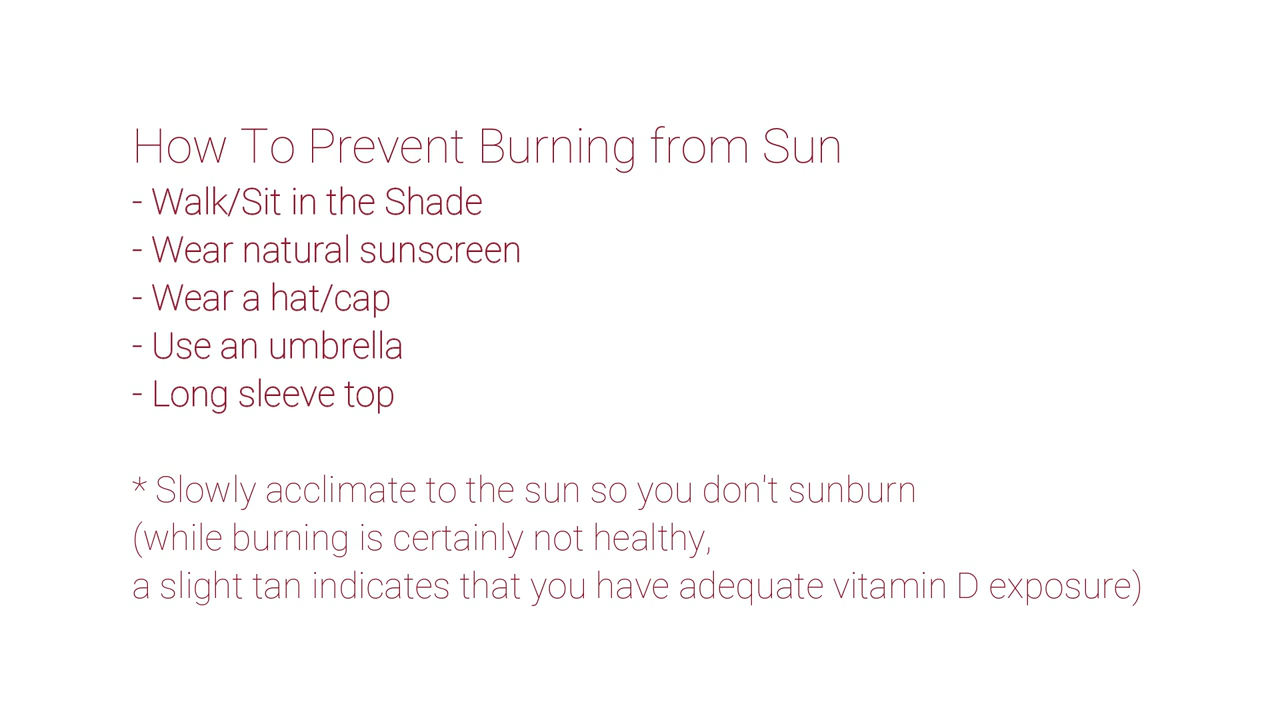 How To Prevent Burning from Sun
- Walk/Sit in the Shade
- Wear natural sunscreen
- Wear a hat/cap
- Use an umbrella
- Long sleeve top
* Slowly acclimate to the sun so you don't sunburn
(while burning is certainly not healthy,
a slight tan indicates that you have adequate vitamin D exposure)